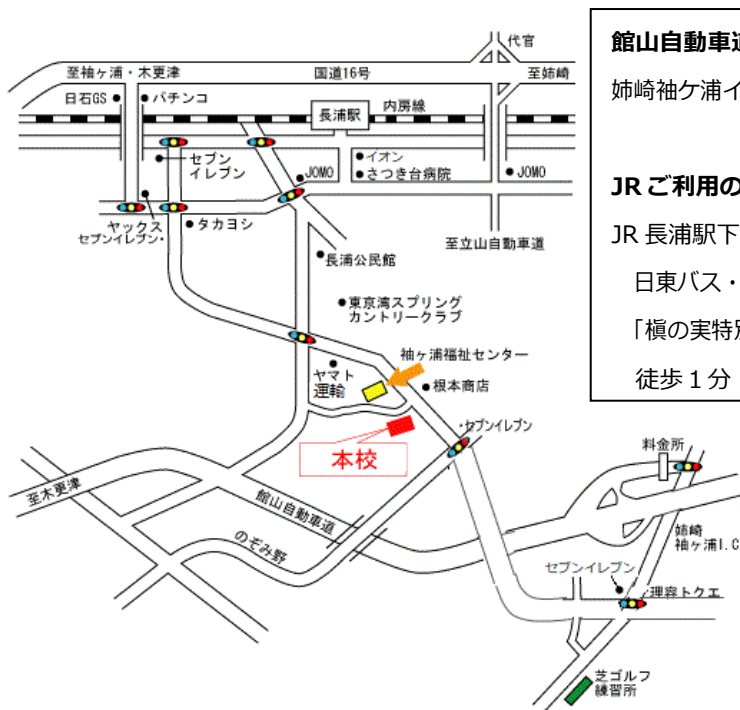 代官
至袖ヶ浦・木更津
国道16号
至姉崎
日石GS
パチンコ
長浦駅
内房線
セブン
イレブン
JOMO
イオン
さつき台病院
JOMO
ヤックス
セブンイレブン・
タカヨシ
至立山自動車道
長浦公民館
東京湾スプリング
カントリークラブ
袖ヶ浦福祉センター
ヤマト
運輸
根本商店
・セブンイレブン
本校
料金所
至木更津
館山自動車道
のぞみ野
姉崎
袖ヶ浦I.C
セブンイレブン
理容トクエ
芝ゴルフ
練習所
館山自動車道
姉崎袖ケ浦イ
JRご利用の
JR 長浦駅下
日東バス・
「槇の実特別
徒歩１分